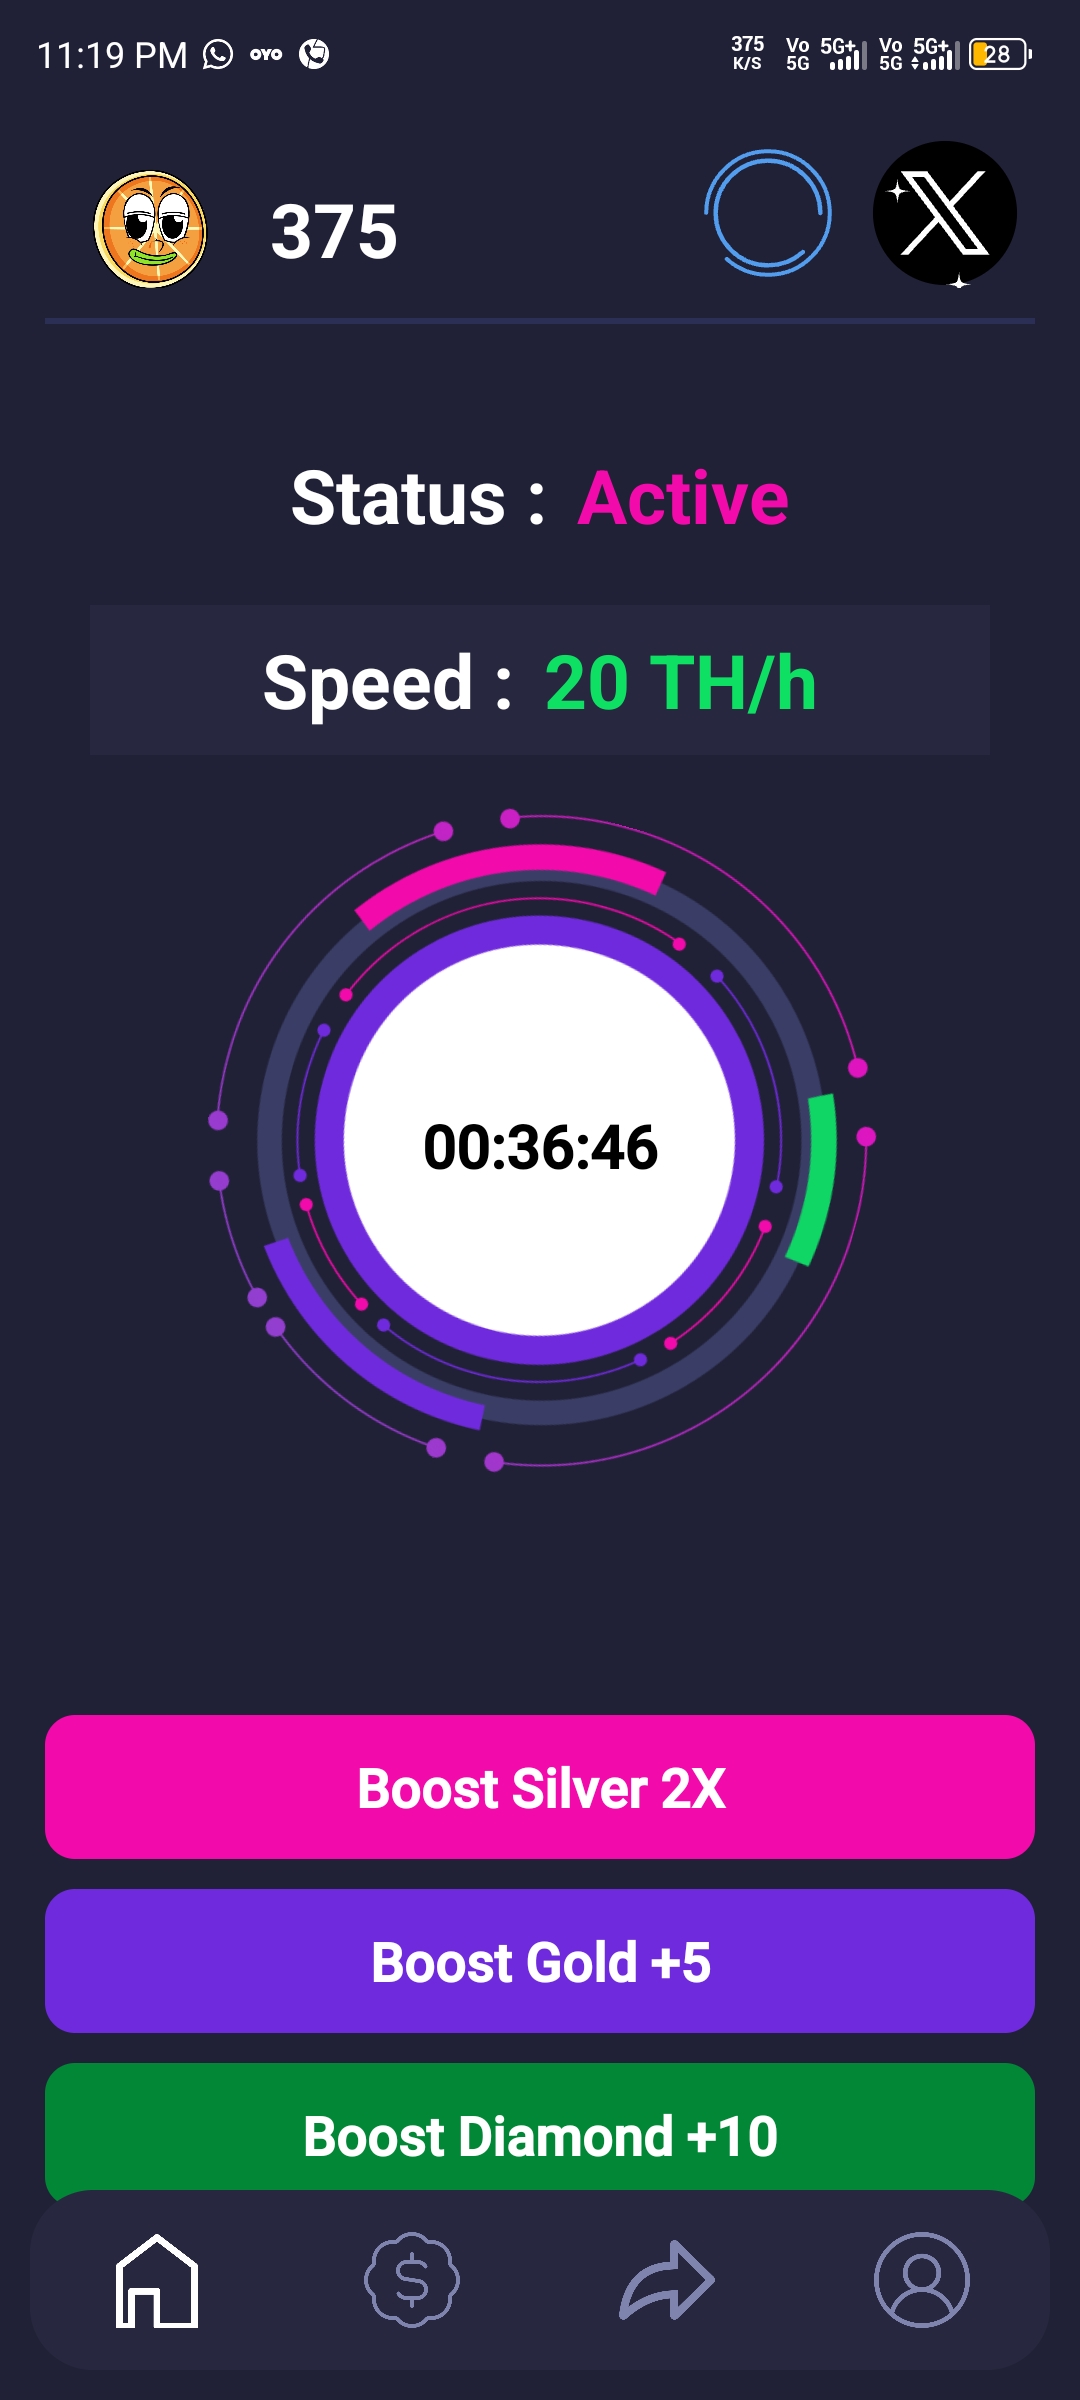 11:19 PM OYO 375 K/S Vo 5G 5G+ Vo 5G 5G+ 28
375
Status : Active
Speed : 20 TH/h
00:36:46
Boost Silver 2X
Boost Gold +5
Boost Diamond +10